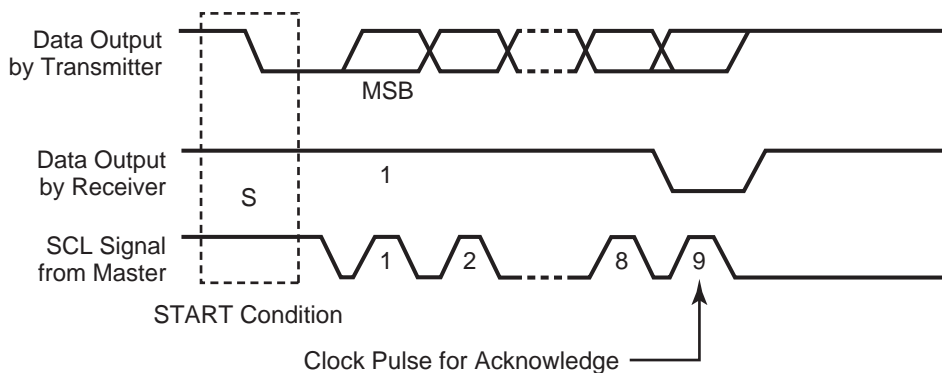 Data Output
by Transmitter
MSB
Data Output
by Receiver
1
S
SCL Signal
from Master
1
2
8
9
START Condition
Clock Pulse for Acknowledge